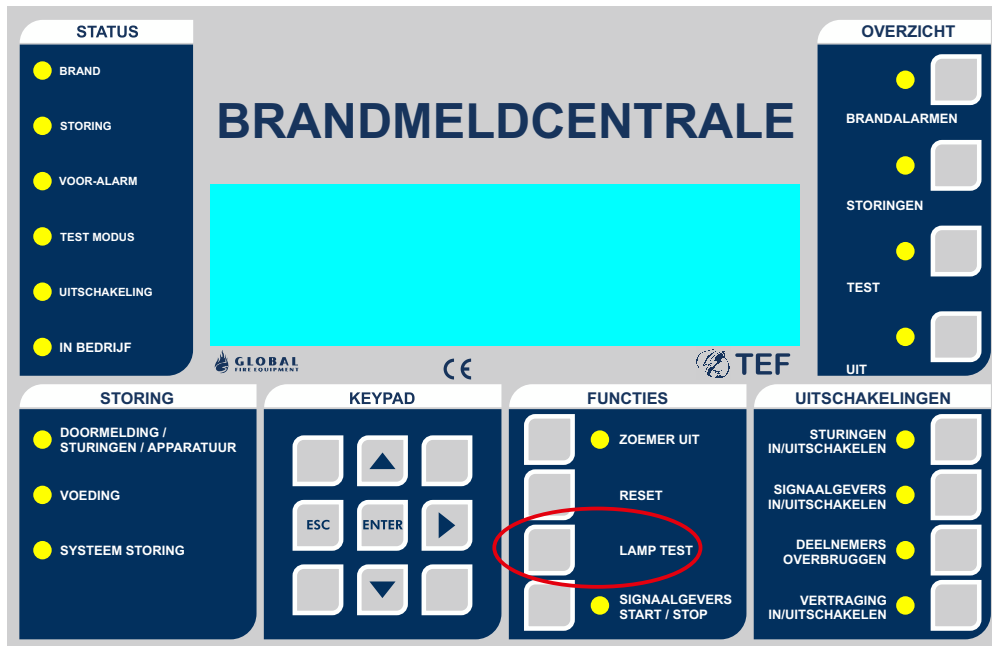 STATUS
BRAND
STORING
VOOR-ALARM
TEST MODUS
UITSCHAKELING
IN BEDRIJF
BRANDMELDCENTRALE
GLOBAL
FIRE EQUIPMENT
CE
TEF
OVERZICHT
BRANDALARMEN
STORINGEN
TEST
UIT
STORING
DOORMELDING /
STURINGEN / APPARATUUR
VOEDING
SYSTEEM STORING
KEYPAD
ESC
ENTER
FUNCTIES
ZOEMER UIT
RESET
LAMP TEST
SIGNAALGEVERS
START / STOP
UITSCHAKELINGEN
STURINGEN
IN/UITSCHAKELEN
SIGNAALGEVERS
IN/UITSCHAKELEN
DEELNEMERS
OVERBRUGGEN
VERTRAGING
IN/UITSCHAKELEN